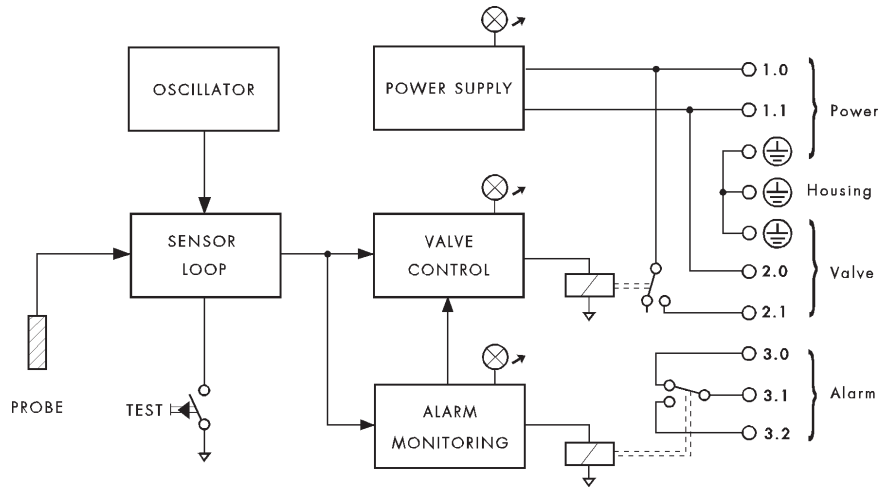 OSCILLATOR
POWER SUPPLY
1.0
1.1
Power
Housing
SENSOR
LOOP
VALVE
CONTROL
2.0
Valve
2.1
3.0
PROBE
TEST
ALARM
MONITORING
3.1
Alarm
3.2